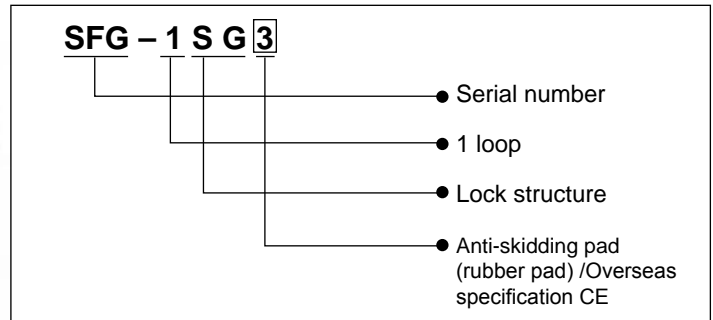 SFG – 1 S G 3
Serial number
1 loop
Lock structure
Anti-skidding pad
(rubber pad) /Overseas
specification CE